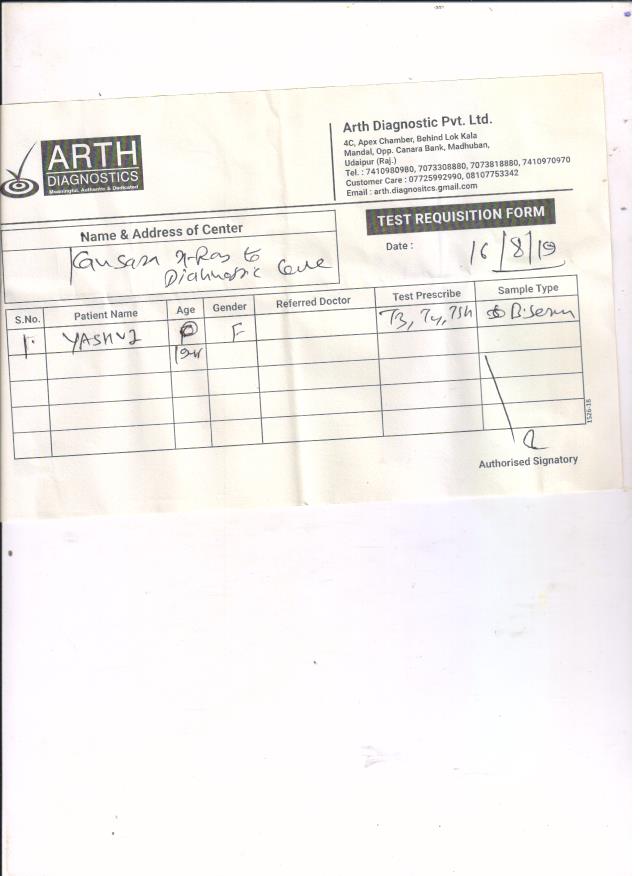 ARTH
DIAGNOSTICS
Meaningful, Authentic & Dedicated
Arth Diagnostic Pvt. Ltd.
4C, Apex Chamber, Behind Lok Kala
Mandal, Opp. Canara Bank, Madhuban,
Udaipur (Raj.)
Tel. : 7410980980, 7073308880, 7073818880, 7410970970
Customer Care : 07725992990, 08107753342
Email : arth.diagnositcs.gmail.com
TEST REQUISITION FORM
Name & Address of Center
Date : 16/8/19
X-Ray
Diagnostic
S.No. Patient Name Age Gender Referred Doctor Test Prescribe Sample Type
1. YASHVI F T3, T4, TSH B. Serum
1526-18
Authorised Signatory